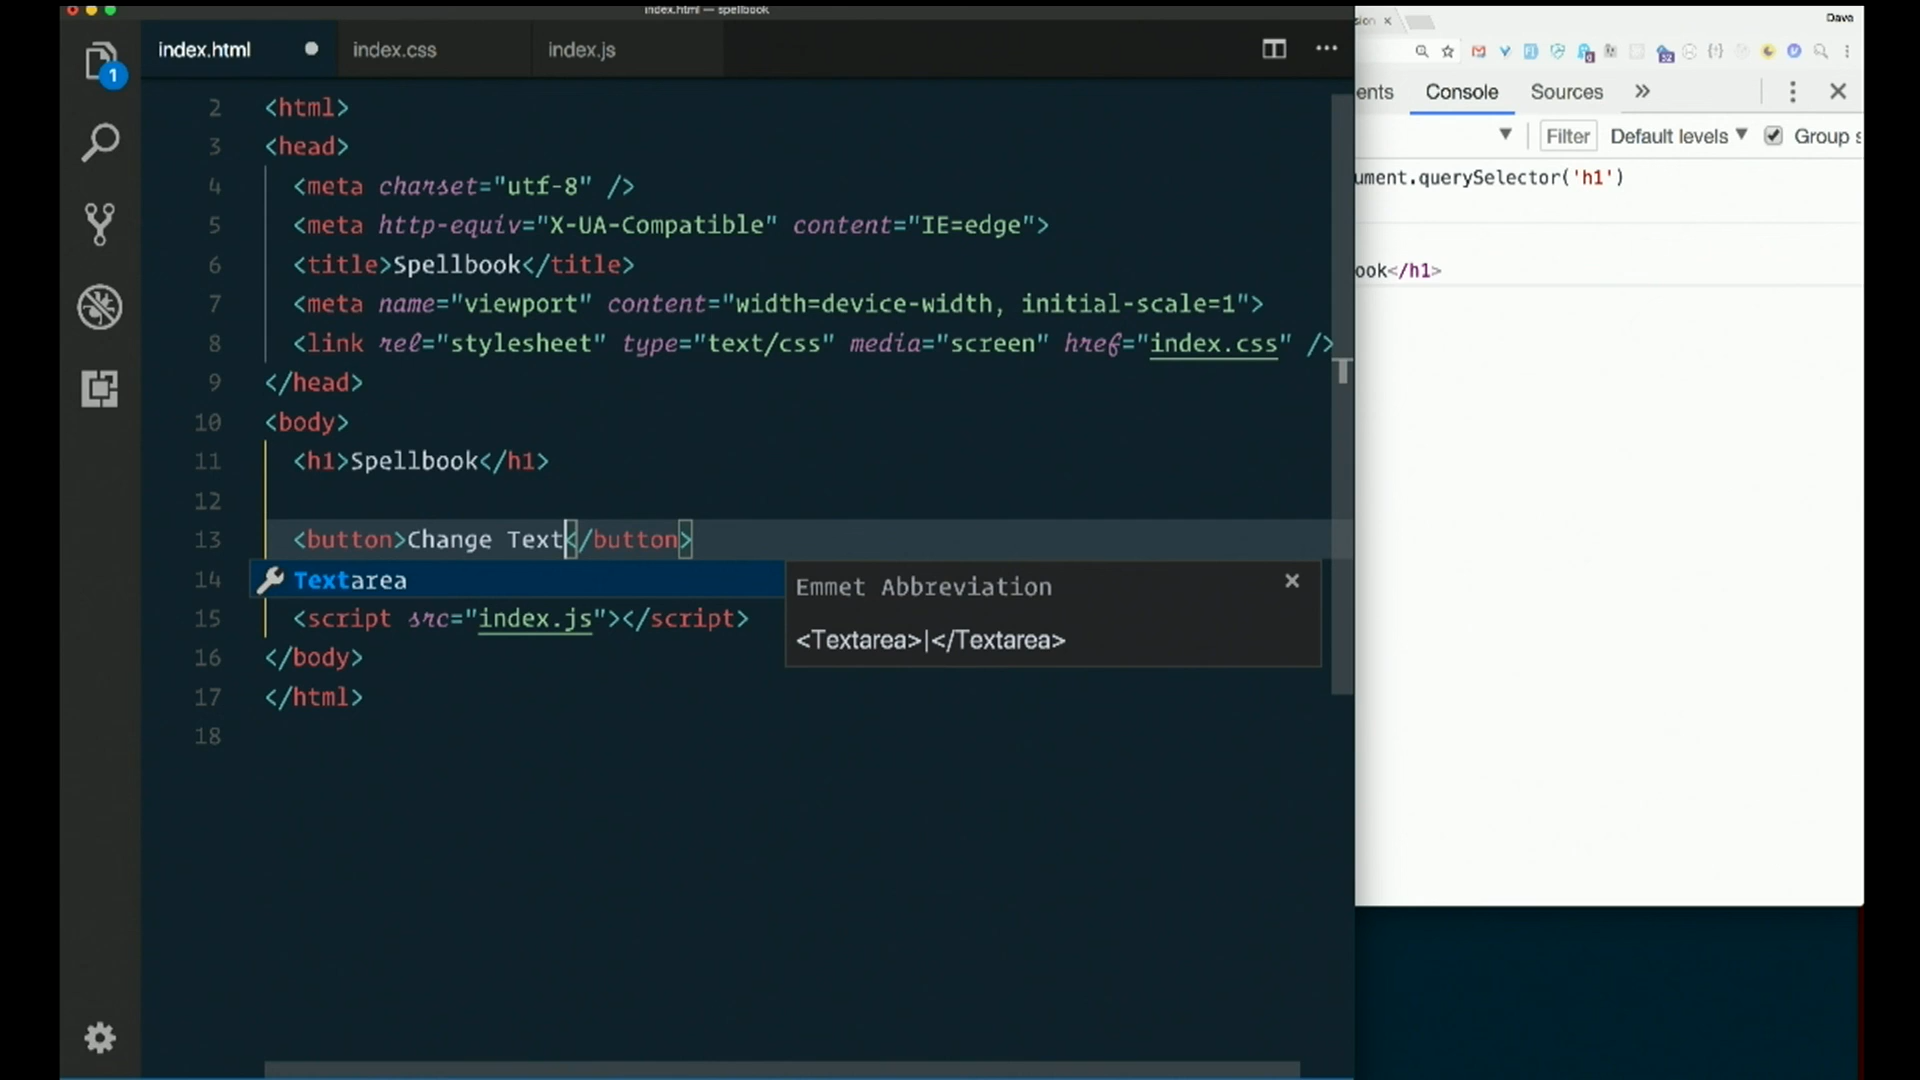 index.html — spellbook
index.html
index.css
index.js
1
2 <html>
3 <head>
4 <meta charset="utf-8" />
5 <meta http-equiv="X-UA-Compatible" content="IE=edge">
6 <title>Spellbook</title>
7 <meta name="viewport" content="width=device-width, initial-scale=1">
8 <link rel="stylesheet" type="text/css" media="screen" href="index.css" />
9 </head>
10 <body>
11 <h1>Spellbook</h1>
12
13 <button>Change Text</button>
14
Textarea
Emmet Abbreviation
<Textarea>|</Textarea>
15 <script src="index.js"></script>
16 </body>
17 </html>
18
sion
Dave
ents Console Sources »
Filter Default levels Group s
ument.querySelector('h1')
ook</h1>